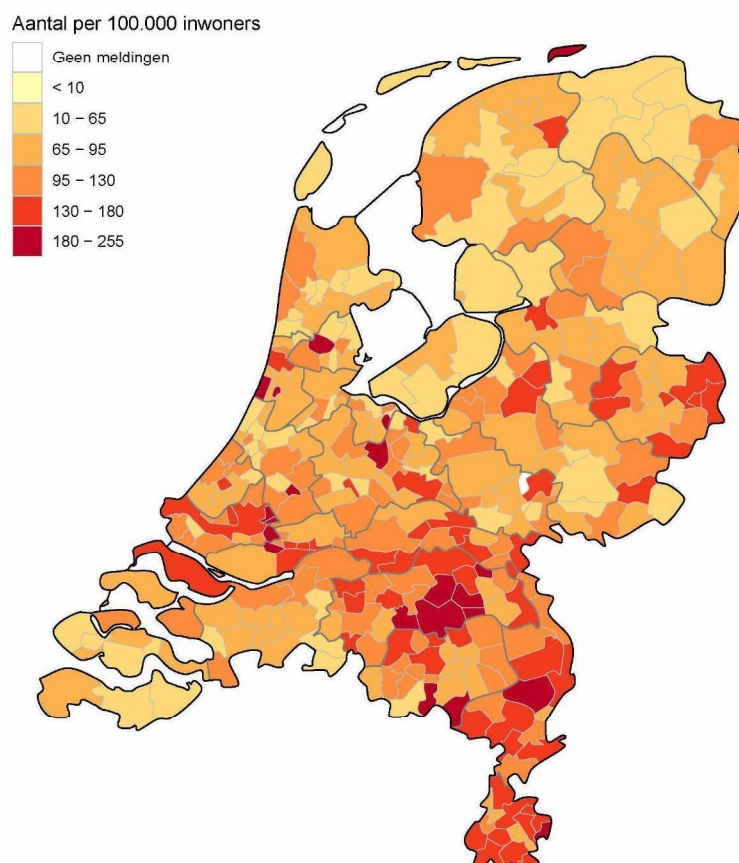 Aantal per 100.000 inwoners
Geen meldingen
< 10
10 − 65
65 − 95
95 − 130
130 − 180
180 − 255